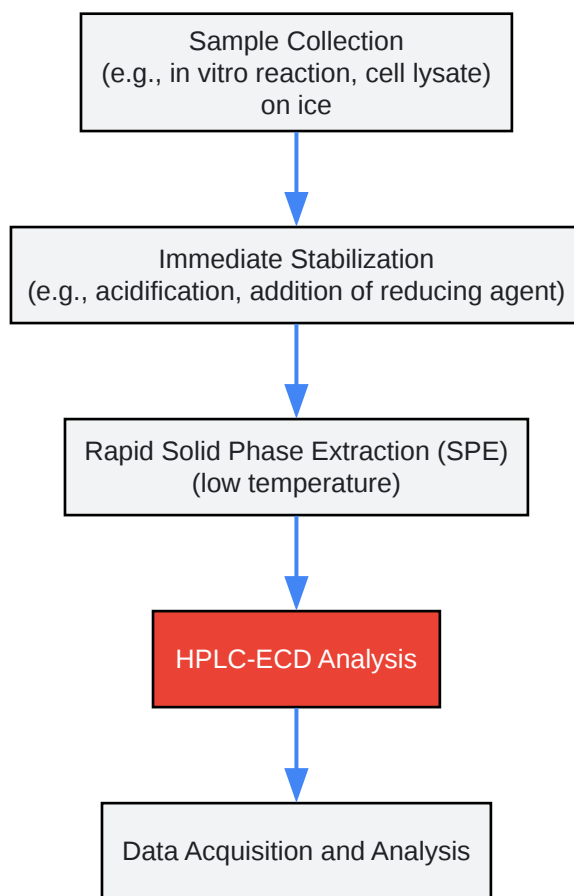 Sample Collection
(e.g., in vitro reaction, cell lysate)
on ice
Immediate Stabilization
(e.g., acidification, addition of reducing agent)
Rapid Solid Phase Extraction (SPE)
(low temperature)
HPLC-ECD Analysis
Data Acquisition and Analysis